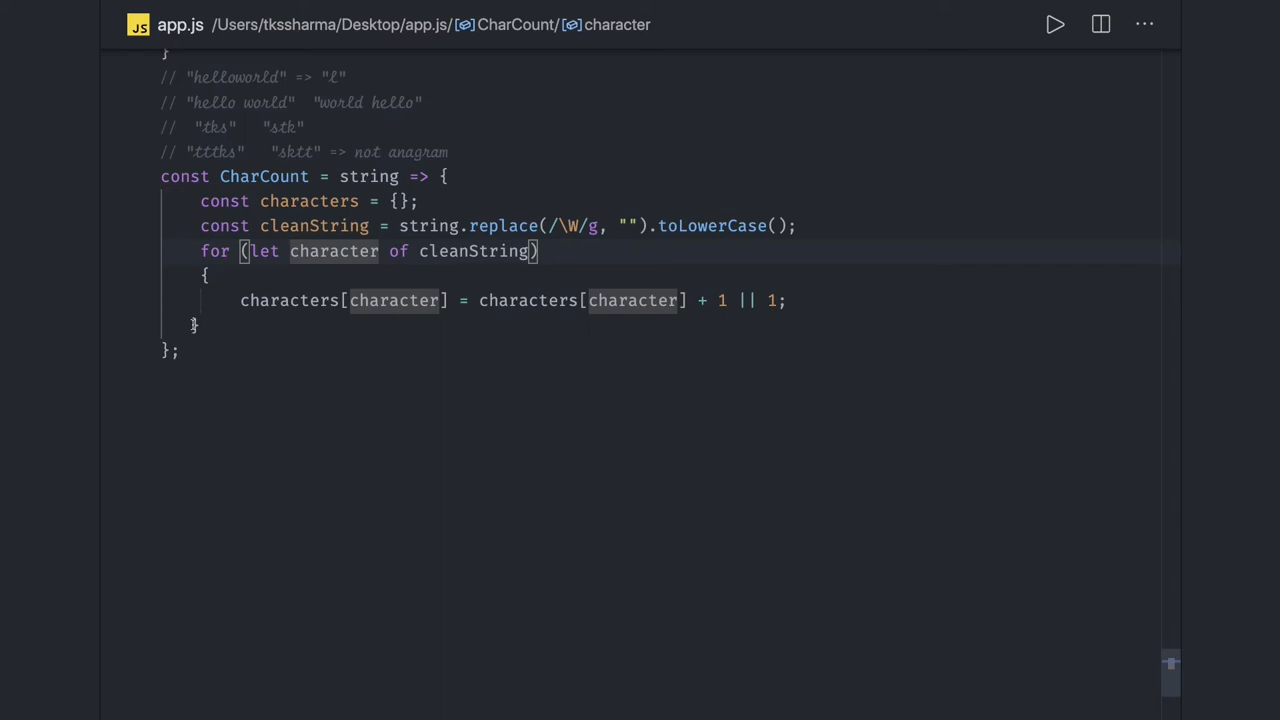 JS app.js /Users/tkssharma/Desktop/app.js/CharCount/character
}
// "helloworld" => "l"
// "hello world"  "world hello"
//  "tks"   "stk"
// "tttks"   "sktt" => not anagram
const CharCount = string => {
    const characters = {};
    const cleanString = string.replace(/\W/g, "").toLowerCase();
    for (let character of cleanString)
    {
        characters[character] = characters[character] + 1 || 1;
    }
};